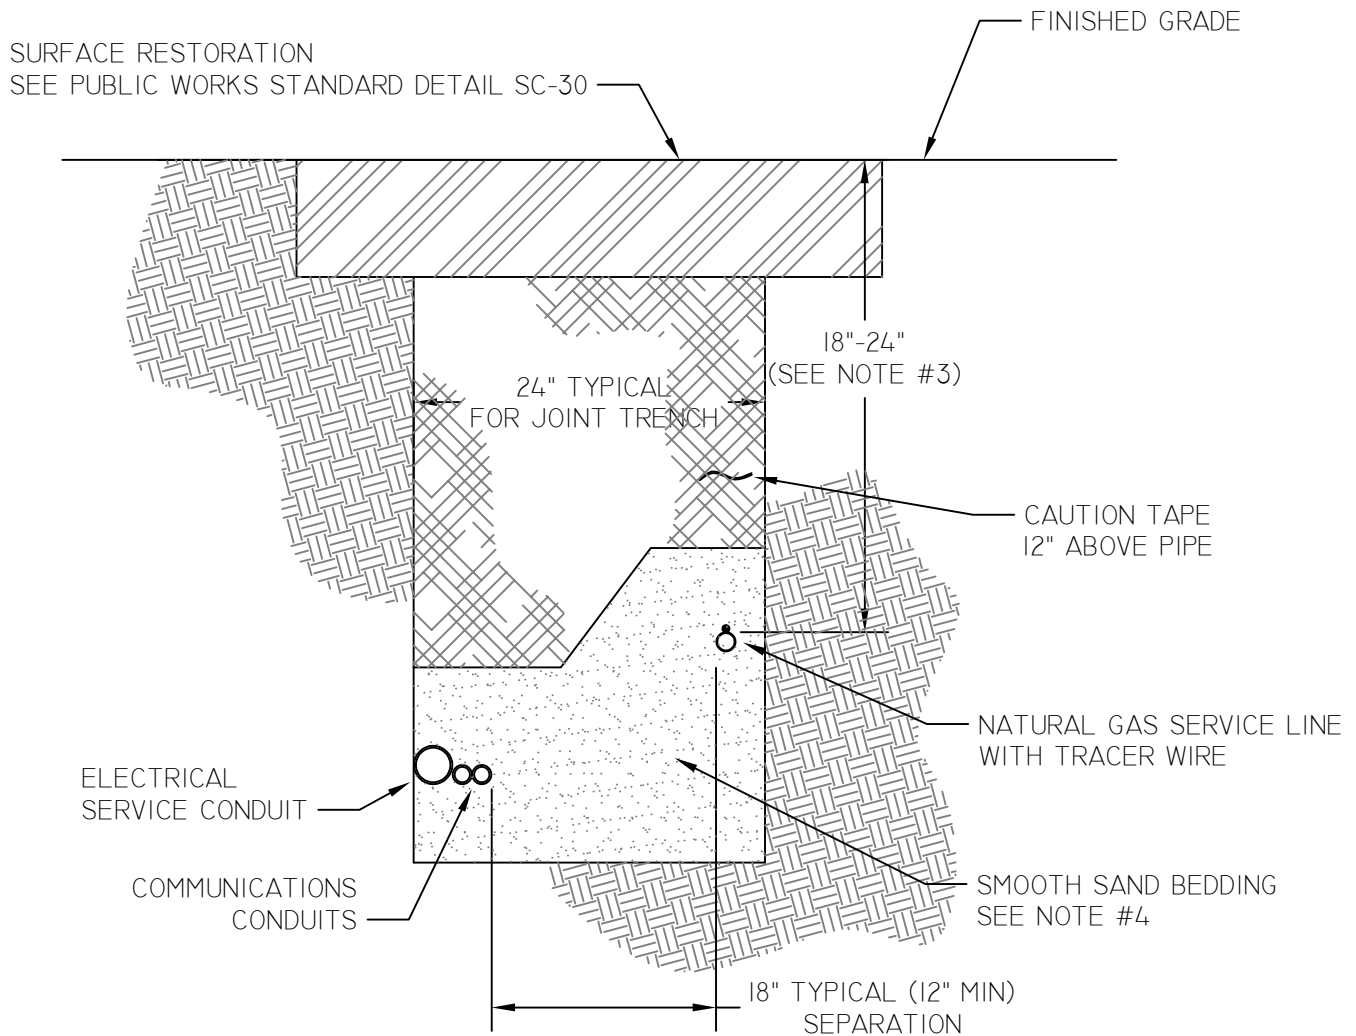 FINISHED GRADE
SURFACE RESTORATION
SEE PUBLIC WORKS STANDARD DETAIL SC-30
18"-24"
(SEE NOTE #3)
24" TYPICAL
FOR JOINT TRENCH
CAUTION TAPE
12" ABOVE PIPE
NATURAL GAS SERVICE LINE
WITH TRACER WIRE
ELECTRICAL
SERVICE CONDUIT
COMMUNICATIONS
CONDUITS
SMOOTH SAND BEDDING
SEE NOTE #4
18" TYPICAL (12" MIN)
SEPARATION